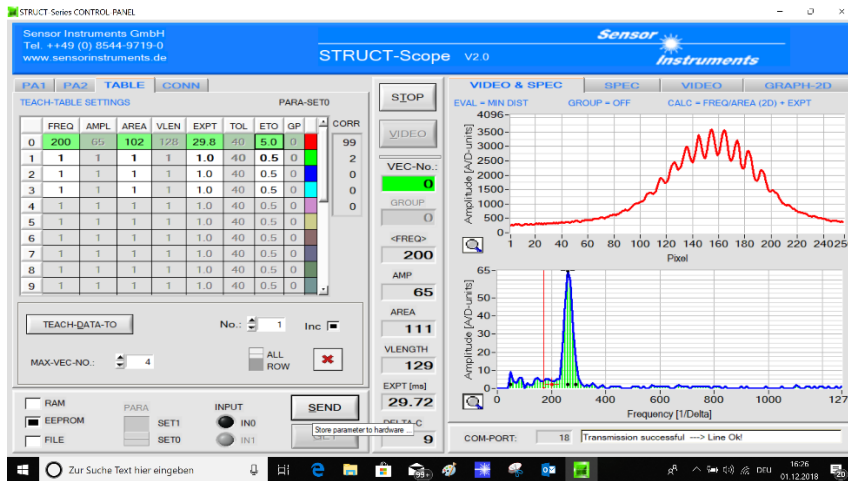 STRUCT-Series CONTROL-PANEL
Sensor Instruments GmbH
Tel. ++49 (0) 8544-9719-0
www.sensorinstruments.de
STRUCT-Scope V2.0
Sensor
Instruments
PA1 PA2 TABLE CONN
TEACH-TABLE SETTINGS PARA-SET0
FREQ AMPL AREA VLEN EXPT TOL ETO GP CORR
0 200 65 102 128 29.8 40 5.0 0 99
1 1 1 1 1 1.0 40 0.5 0 2
2 1 1 1 1 1.0 40 0.5 0 0
3 1 1 1 1 1.0 40 0.5 0 0
4 1 1 1 1 1.0 40 0.5 0 0
5 1 1 1 1 1.0 40 0.5 0
6 1 1 1 1 1.0 40 0.5 0
7 1 1 1 1 1.0 40 0.5 0
8 1 1 1 1 1.0 40 0.5 0
9 1 1 1 1 1.0 40 0.5 0
TEACH-DATA-TO No.: 1 Inc
MAX-VEC-NO.: 4 ALL
ROW
RAM
EEPROM
FILE
PARA
SET1
SET0
INPUT
IN0
IN1
SEND
Store parameter to hardware ...
STOP
VIDEO
VEC-No.:
0
GROUP
0
<FREQ>
200
AMP
65
AREA
111
VLENGTH
129
EXPT [ms]
29.72
DELTA-C
9
VIDEO & SPEC SPEC VIDEO GRAPH-2D
EVAL = MIN DIST GROUP = OFF CALC = FREQ/AREA (2D) + EXPT
Amplitude [A/D-units]
4096
3500
3000
2500
2000
1500
1000
500
0
1 20 40 60 80 100 120 140 160 180 200 220 24025
Pixel
Amplitude [A/D-units]
65
50
40
30
20
10
0
0 200 400 600 800 1000 127
Frequency [1/Delta]
COM-PORT: 18 Transmission successful ---> Line Ok!
Zur Suche Text hier eingeben
99+
DEU
16:26
01.12.2018
20